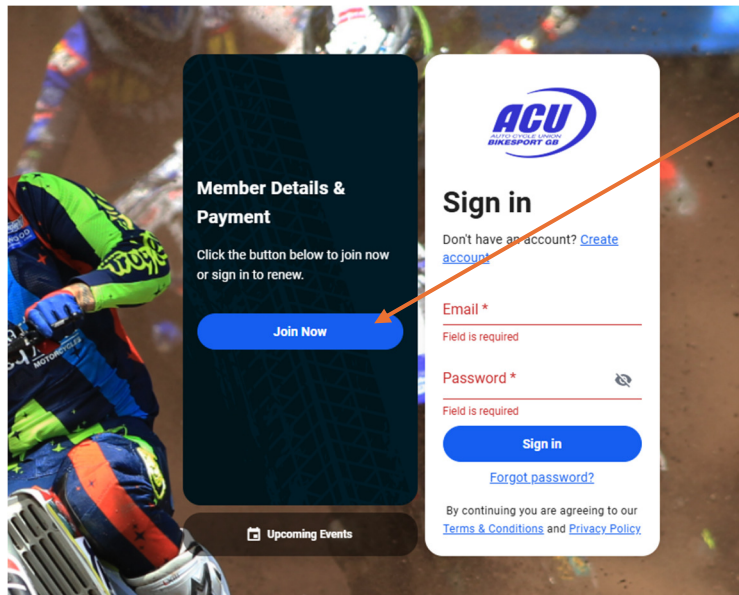 Member Details &
Payment
Click the button below to join now
or sign in to renew.
Join Now
Upcoming Events
ACU
AUTO CYCLE UNION
BIKESPORT GB
Sign in
Don't have an account? Create
account
Email *
Field is required
Password *
Field is required
Sign in
Forgot password?
By continuing you are agreeing to our
Terms & Conditions and Privacy Policy
MOTORCYCLES